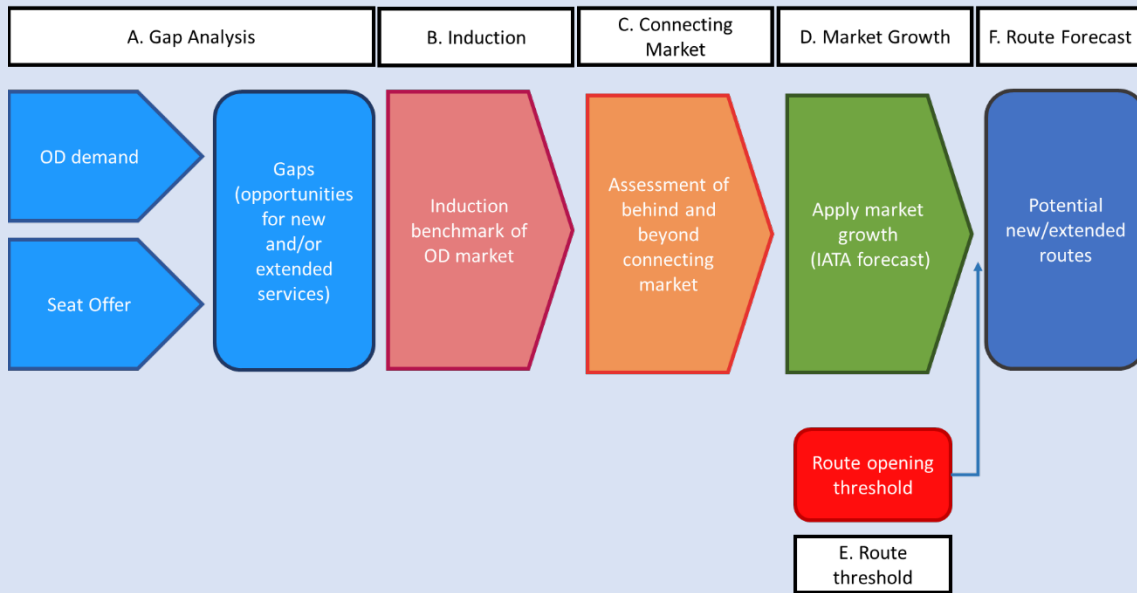 A. Gap Analysis
B. Induction
C. Connecting
Market
D. Market Growth
F. Route Forecast
OD demand
Seat Offer
Gaps
(opportunities
for new
and/or
extended
services)
Induction
benchmark of
OD market
Assessment of
behind and
beyond
connecting
market
Apply market
growth
(IATA forecast)
Potential
new/extended
routes
Route opening
threshold
E. Route
threshold